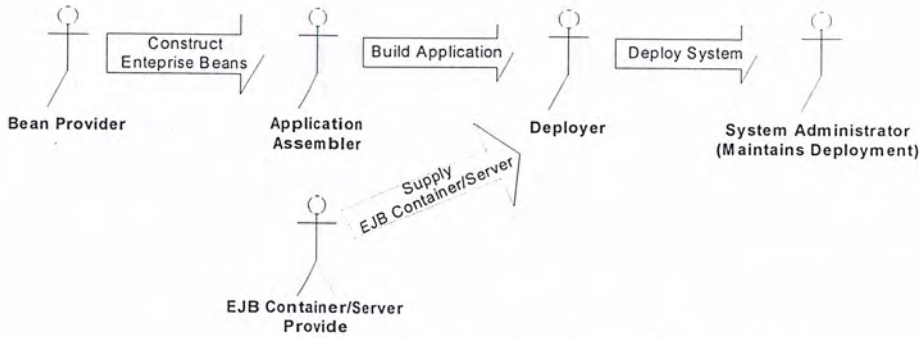 Construct
Enteprise Beans
Build Application
Deploy System
Bean Provider
Application
Assembler
Deployer
System Administrator
(Maintains Deployment)
Supply
EJB Container/Server
EJB Container/Server
Provide